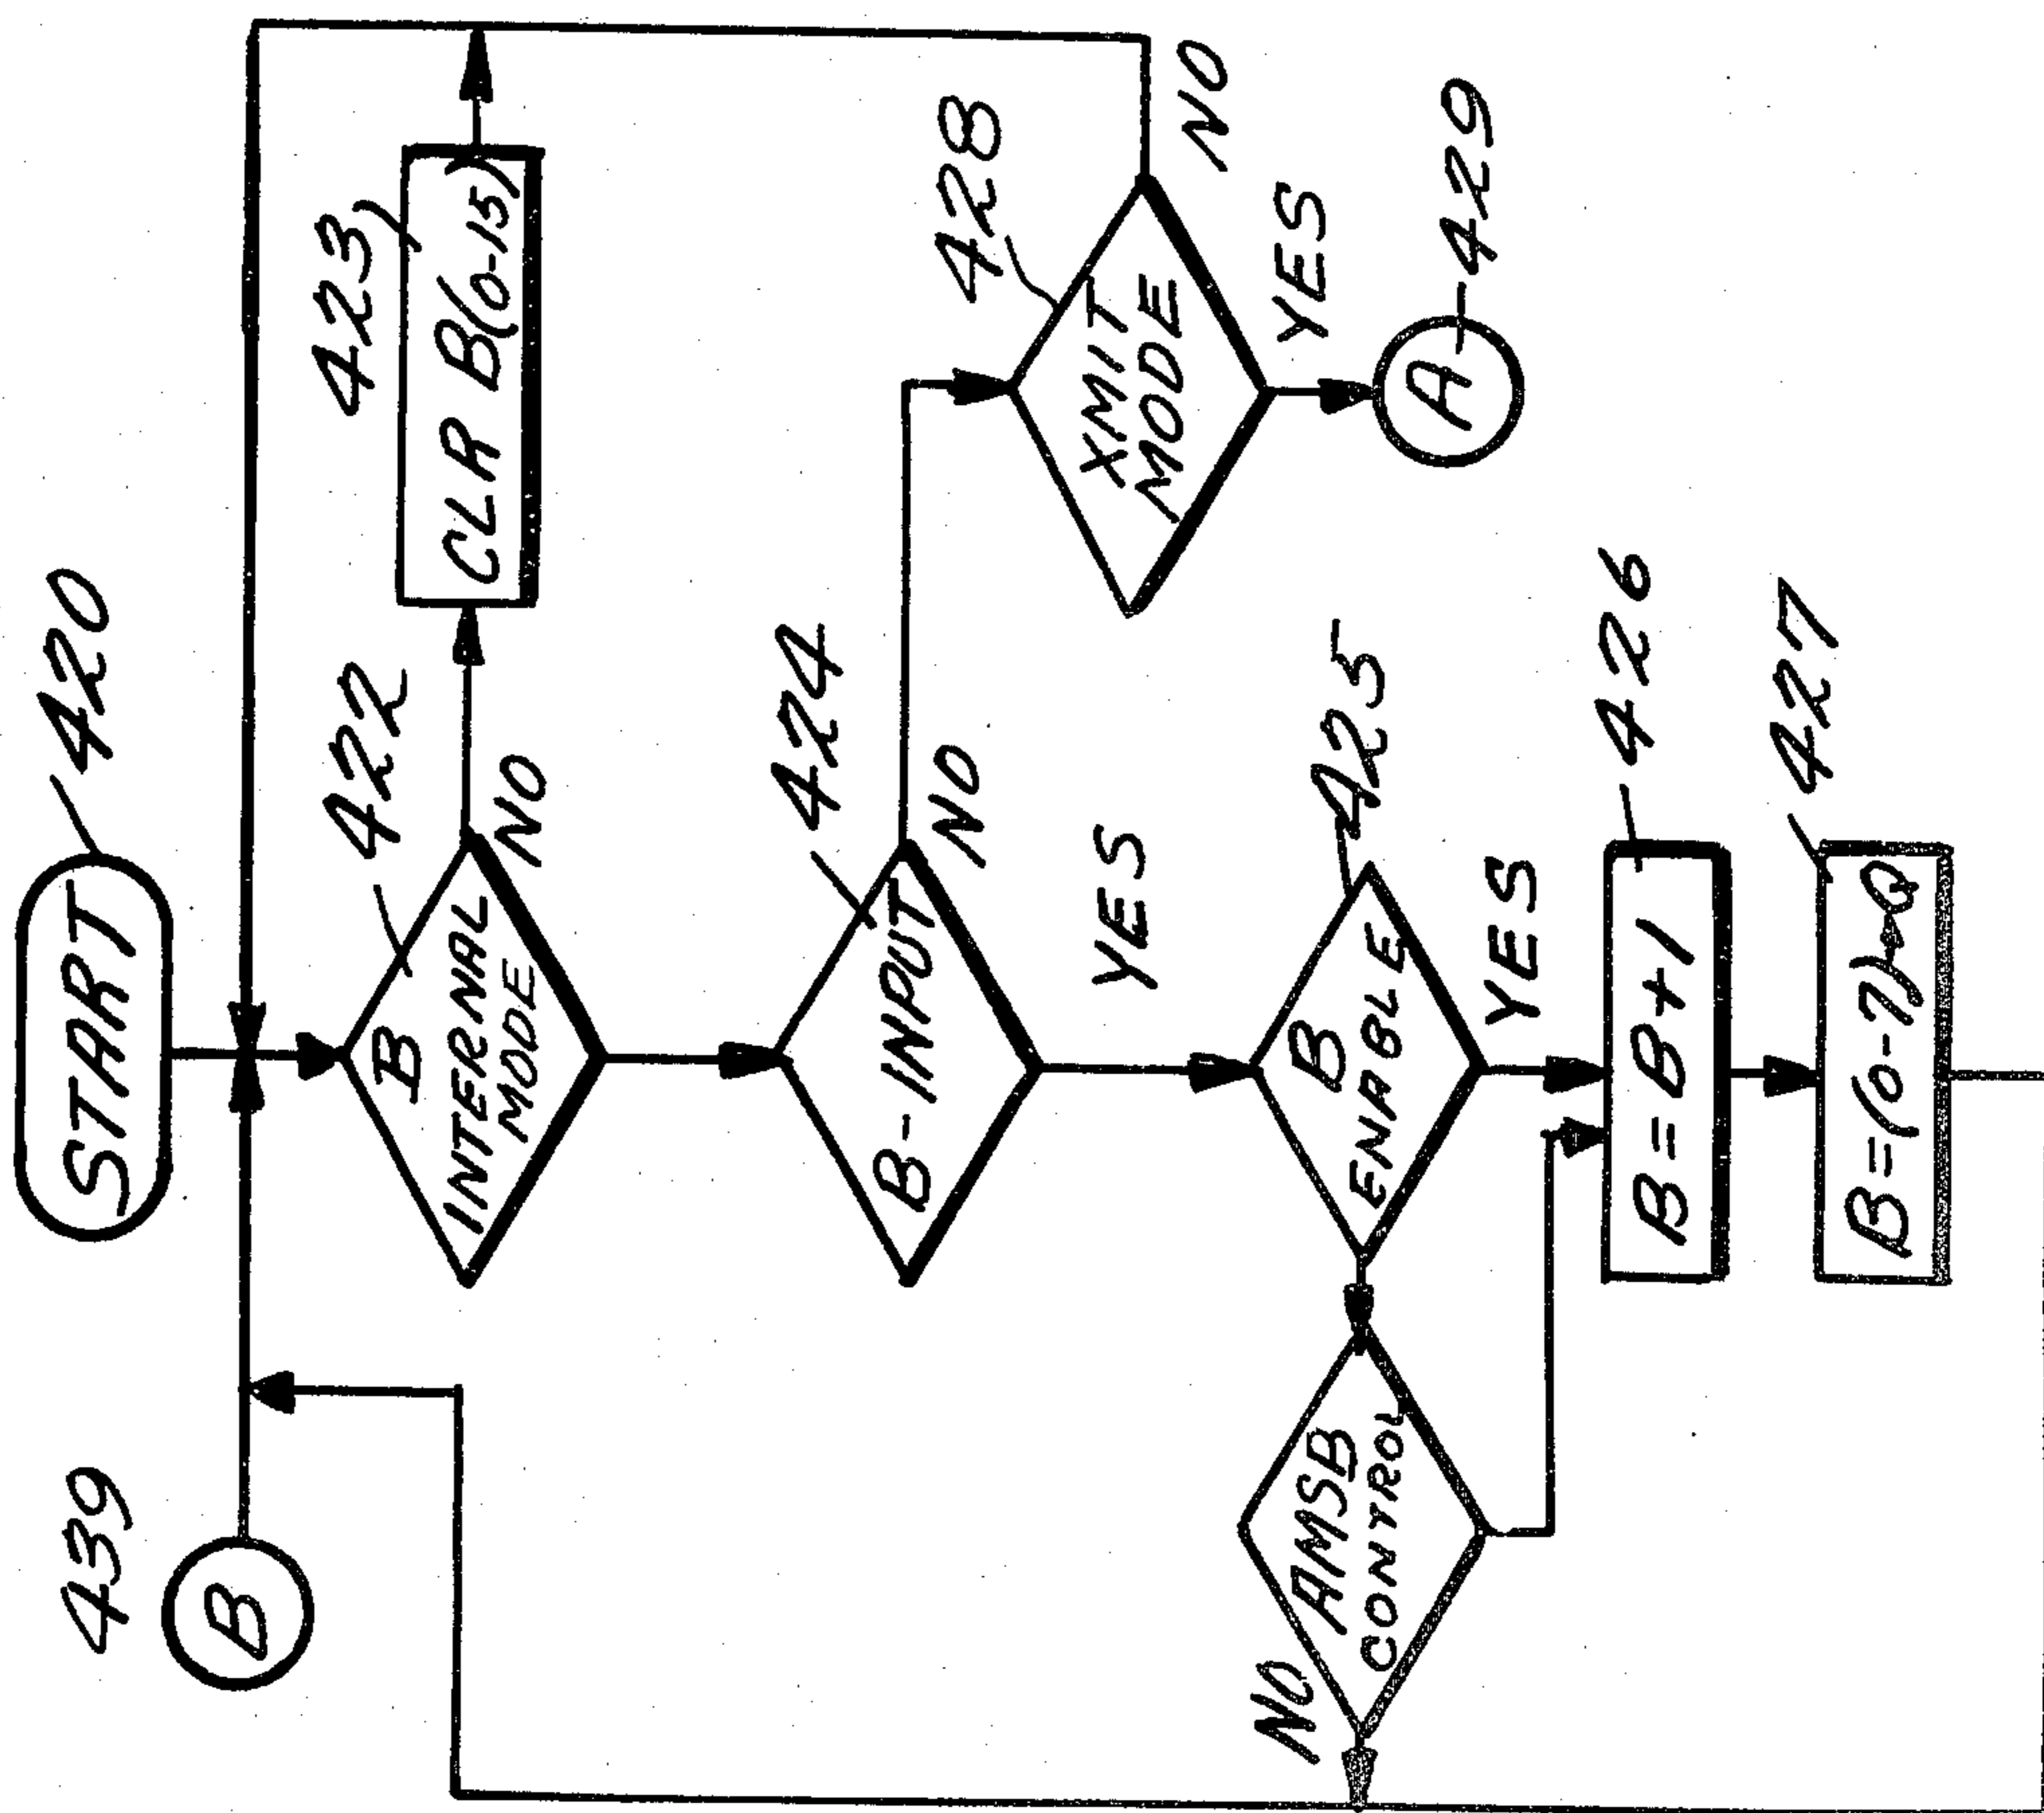 START
420
439
B
B
INTERNAL
MODE
422
NO
CLR B(0-15)
423
B-INPUT
424
NO
YES
XMIT
MODE
428
NO
YES
A
429
B
ENABLE
425
YES
AMSB
CONTROL
NO
B=B+1
426
B=(0-7)
427